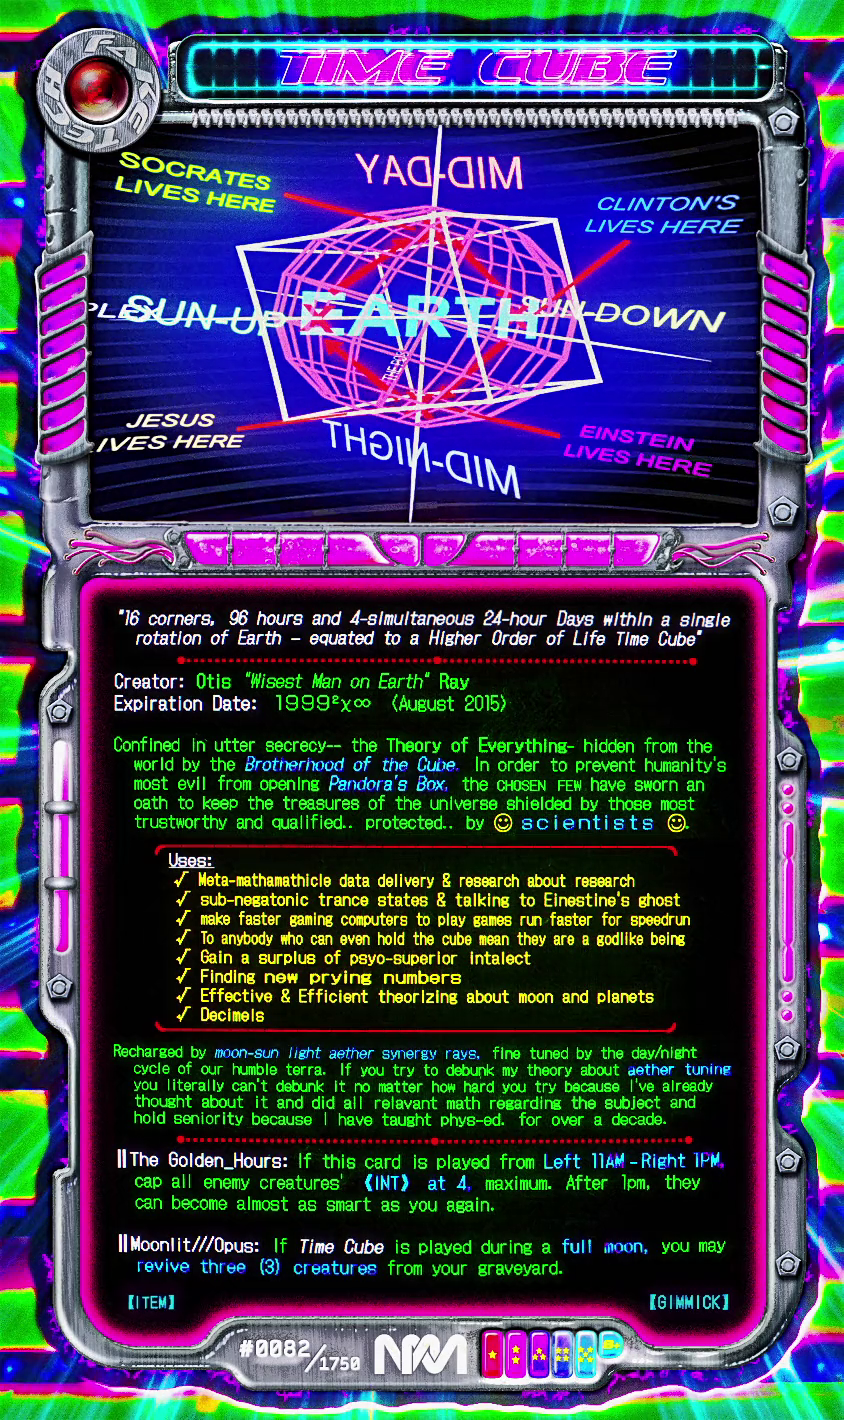 FAKE TECH
TIME CUBE
SOCRATES
LIVES HERE
MID-DAY
CLINTON'S
LIVES HERE
SUN-UP
EARTH
SUN-DOWN
JESUS
LIVES HERE
MID-NIGHT
EINSTEIN
LIVES HERE
"16 corners, 96 hours and 4-simultaneous 24-hour Days within a single
rotation of Earth – equated to a Higher Order of Life Time Cube"
Creator: Otis "Wisest Man on Earth" Ray
Expiration Date: 1999²χ∞ (August 2015)
Confined in utter secrecy-- the Theory of Everything- hidden from the
world by the Brotherhood of the Cube. In order to prevent humanity's
most evil from opening Pandora's Box, the CHOSEN FEW have sworn an
oath to keep the treasures of the universe shielded by those most
trustworthy and qualified.. protected.. by ☺ scientists ☺.
Uses:
✓ Meta-mathamathicle data delivery & research about research
✓ sub-negatonic trance states & talking to Einestine's ghost
✓ make faster gaming computers to play games run faster for speedrun
✓ To anybody who can even hold the cube mean they are a godlike being
✓ Gain a surplus of psyo-superior intalect
✓ Finding new prying numbers
✓ Effective & Efficient theorizing about moon and planets
✓ Decimels
Recharged by moon-sun light aether synergy rays, fine tuned by the day/night
cycle of our humble terra. If you try to debunk my theory about aether tuning
you literally can't debunk it no matter how hard you try because I've already
thought about it and did all relavant math regarding the subject and
hold seniority because I have taught phys-ed. for over a decade.
||The Golden_Hours: If this card is played from Left 11AM-Right 1PM,
cap all enemy creatures' 《INT》 at 4, maximum. After 1pm, they
can become almost as smart as you again.
||Moonlit///Opus: If Time Cube is played during a full moon, you may
revive three (3) creatures from your graveyard.
【ITEM】
【GIMMICK】
#0082/1750